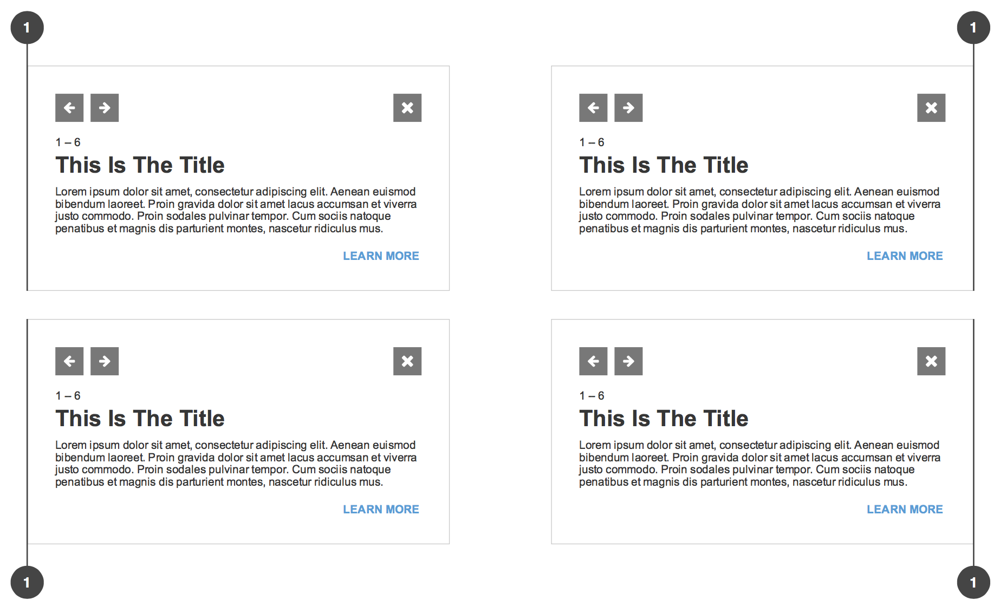 1
1
1 – 6
This Is The Title
Lorem ipsum dolor sit amet, consectetur adipiscing elit. Aenean euismod
bibendum laoreet. Proin gravida dolor sit amet lacus accumsan et viverra
justo commodo. Proin sodales pulvinar tempor. Cum sociis natoque
penatibus et magnis dis parturient montes, nascetur ridiculus mus.
LEARN MORE
1 – 6
This Is The Title
Lorem ipsum dolor sit amet, consectetur adipiscing elit. Aenean euismod
bibendum laoreet. Proin gravida dolor sit amet lacus accumsan et viverra
justo commodo. Proin sodales pulvinar tempor. Cum sociis natoque
penatibus et magnis dis parturient montes, nascetur ridiculus mus.
LEARN MORE
1 – 6
This Is The Title
Lorem ipsum dolor sit amet, consectetur adipiscing elit. Aenean euismod
bibendum laoreet. Proin gravida dolor sit amet lacus accumsan et viverra
justo commodo. Proin sodales pulvinar tempor. Cum sociis natoque
penatibus et magnis dis parturient montes, nascetur ridiculus mus.
LEARN MORE
1 – 6
This Is The Title
Lorem ipsum dolor sit amet, consectetur adipiscing elit. Aenean euismod
bibendum laoreet. Proin gravida dolor sit amet lacus accumsan et viverra
justo commodo. Proin sodales pulvinar tempor. Cum sociis natoque
penatibus et magnis dis parturient montes, nascetur ridiculus mus.
LEARN MORE
1
1